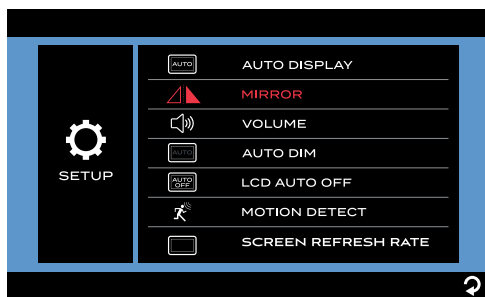 AUTO
AUTO DISPLAY
MIRROR
VOLUME
AUTO
AUTO DIM
SETUP
AUTO
OFF
LCD AUTO OFF
MOTION DETECT
SCREEN REFRESH RATE